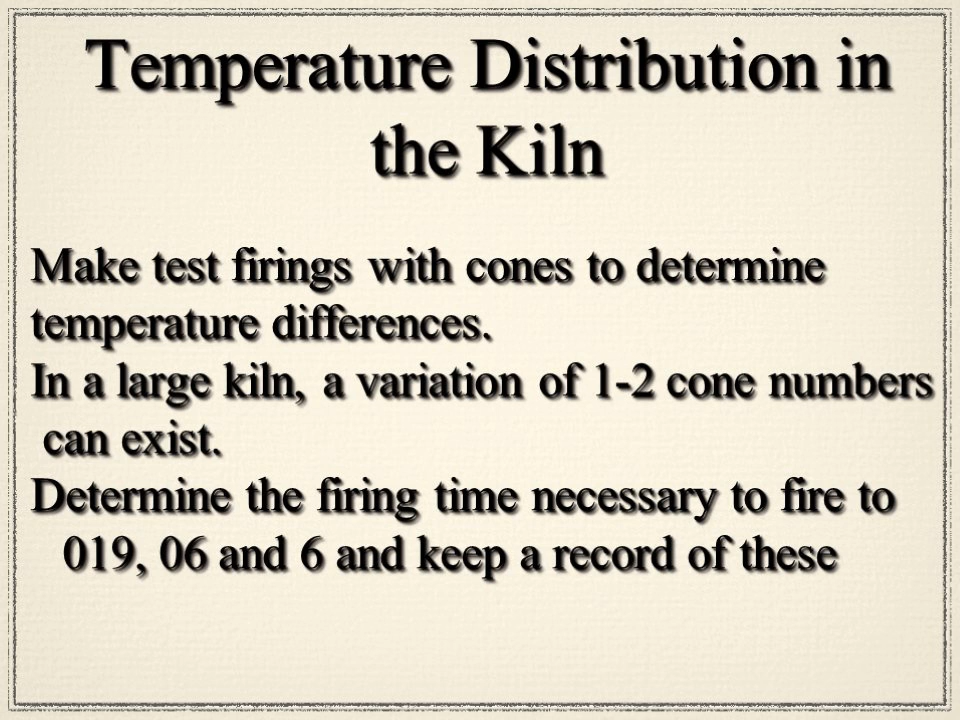 Temperature Distribution in
the Kiln
Make test firings with cones to determine
temperature differences.
In a large kiln, a variation of 1-2 cone numbers
can exist.
Determine the firing time necessary to fire to
019, 06 and 6 and keep a record of these